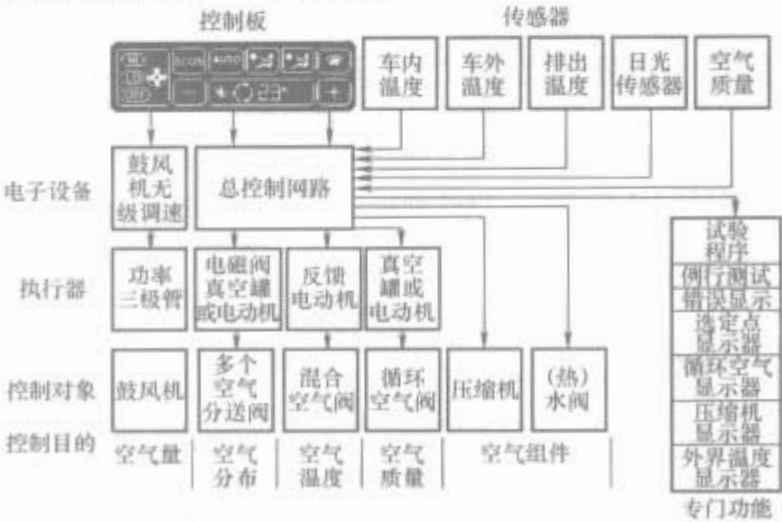 控制板
传感器
HI
LO
OFF
ECON
AUTO
23°
车内
温度
车外
温度
排出
温度
日光
传感器
空气
质量
电子设备
鼓风
机无
级调速
总控制网路
执行器
功率
三极管
电磁阀
真空罐
或电动机
反馈
电动机
真空
罐或
电动机
控制对象
鼓风机
多个
空气
分送阀
混合
空气阀
循环
空气阀
压缩机
(热)
水阀
控制目的
空气量
空气
分布
空气
温度
空气
质量
空气组件
试验
程序
例行测试
错误显示
选定点
显示器
循环空气
显示器
压缩机
显示器
外界温度
显示器
专门功能